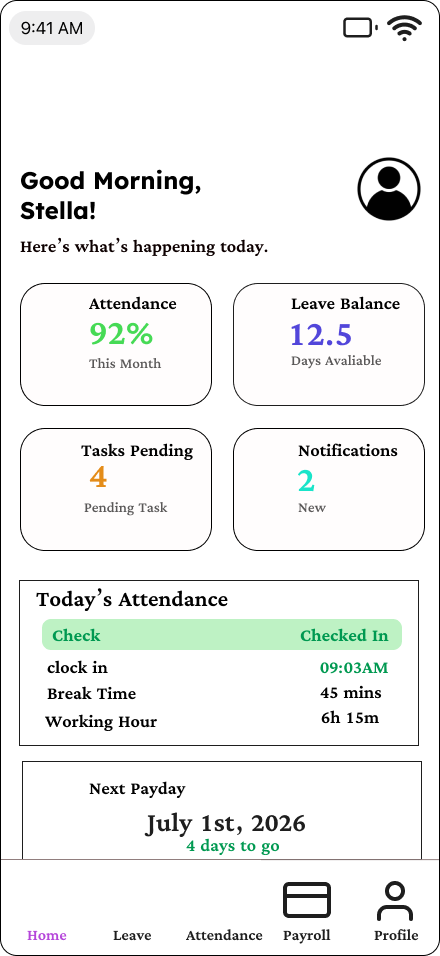 9:41 AM
Good Morning,
Stella!
Here's what's happening today.
Attendance
92%
This Month
Leave Balance
12.5
Days Avaliable
Tasks Pending
4
Pending Task
Notifications
2
New
Today's Attendance
Check Checked In
clock in 09:03AM
Break Time 45 mins
Working Hour 6h 15m
Next Payday
July 1st, 2026
4 days to go
Home Leave Attendance Payroll Profile